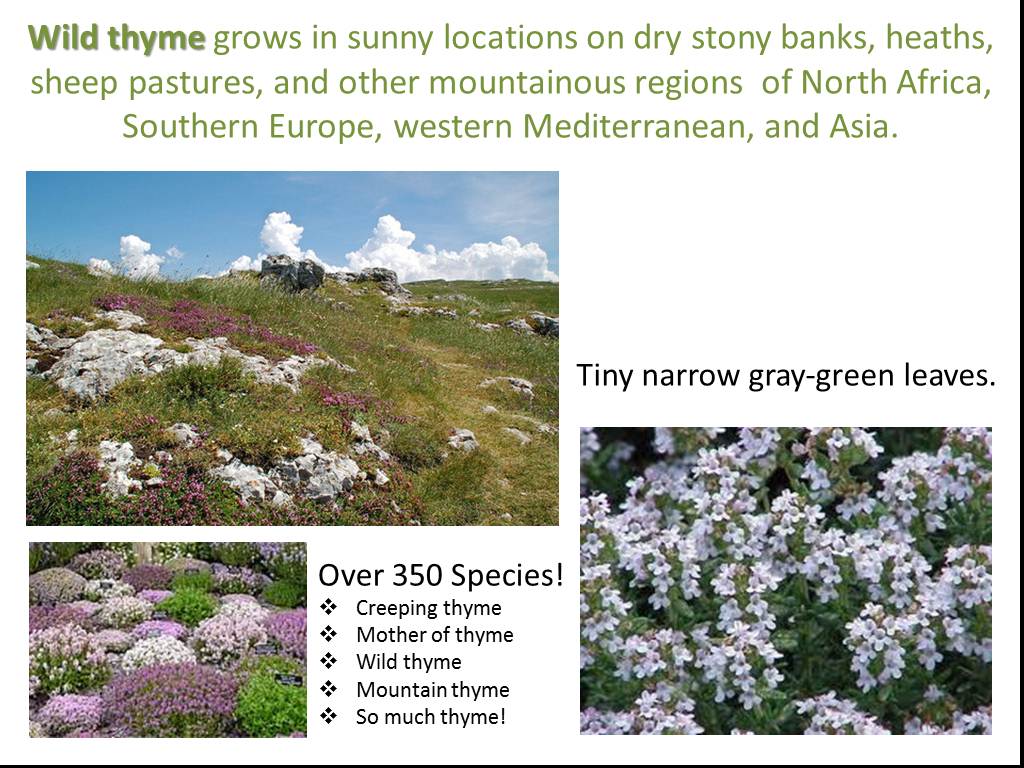 Wild thyme grows in sunny locations on dry stony banks, heaths,
sheep pastures, and other mountainous regions  of North Africa,
Southern Europe, western Mediterranean, and Asia.
Tiny narrow gray-green leaves.
Over 350 Species!
❖ Creeping thyme
❖ Mother of thyme
❖ Wild thyme
❖ Mountain thyme
❖ So much thyme!